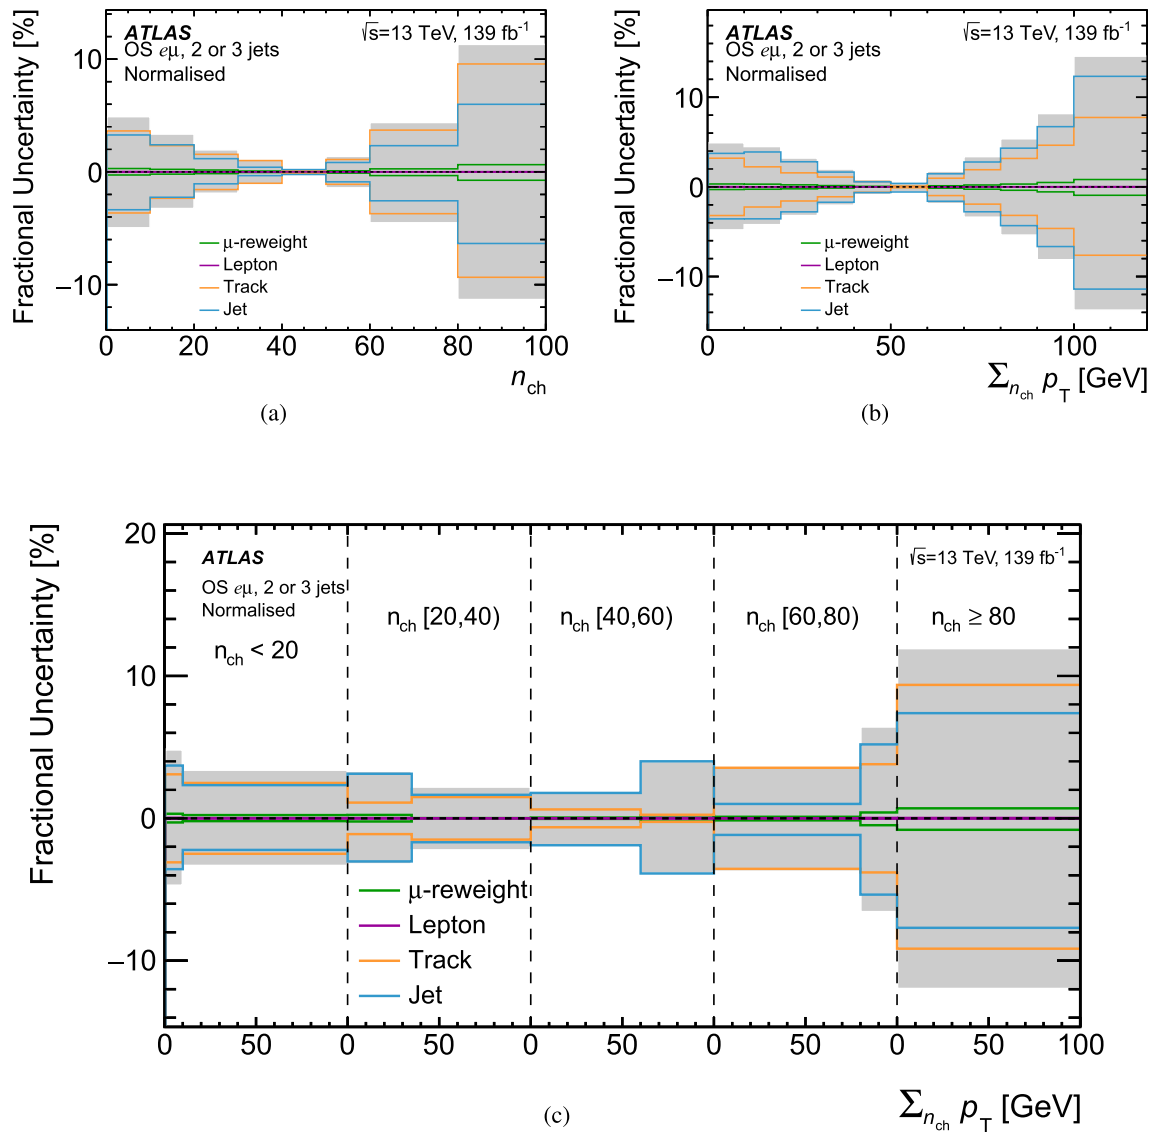 Fractional Uncertainty [%]
ATLAS
√s=13 TeV, 139 fb⁻¹
OS eμ, 2 or 3 jets
Normalised
10
0
−10
μ-reweight
Lepton
Track
Jet
0 20 40 60 80 100
n_ch
(a)
Fractional Uncertainty [%]
ATLAS
√s=13 TeV, 139 fb⁻¹
OS eμ, 2 or 3 jets
Normalised
10
0
−10
μ-reweight
Lepton
Track
Jet
0 50 100
Σ_n_ch p_T [GeV]
(b)
Fractional Uncertainty [%]
20
10
0
−10
ATLAS
√s=13 TeV, 139 fb⁻¹
OS eμ, 2 or 3 jets
Normalised
n_ch < 20
n_ch [20,40)
n_ch [40,60)
n_ch [60,80)
n_ch ≥ 80
μ-reweight
Lepton
Track
Jet
0 50 0 50 0 50 0 50 0 50 100
Σ_n_ch p_T [GeV]
(c)